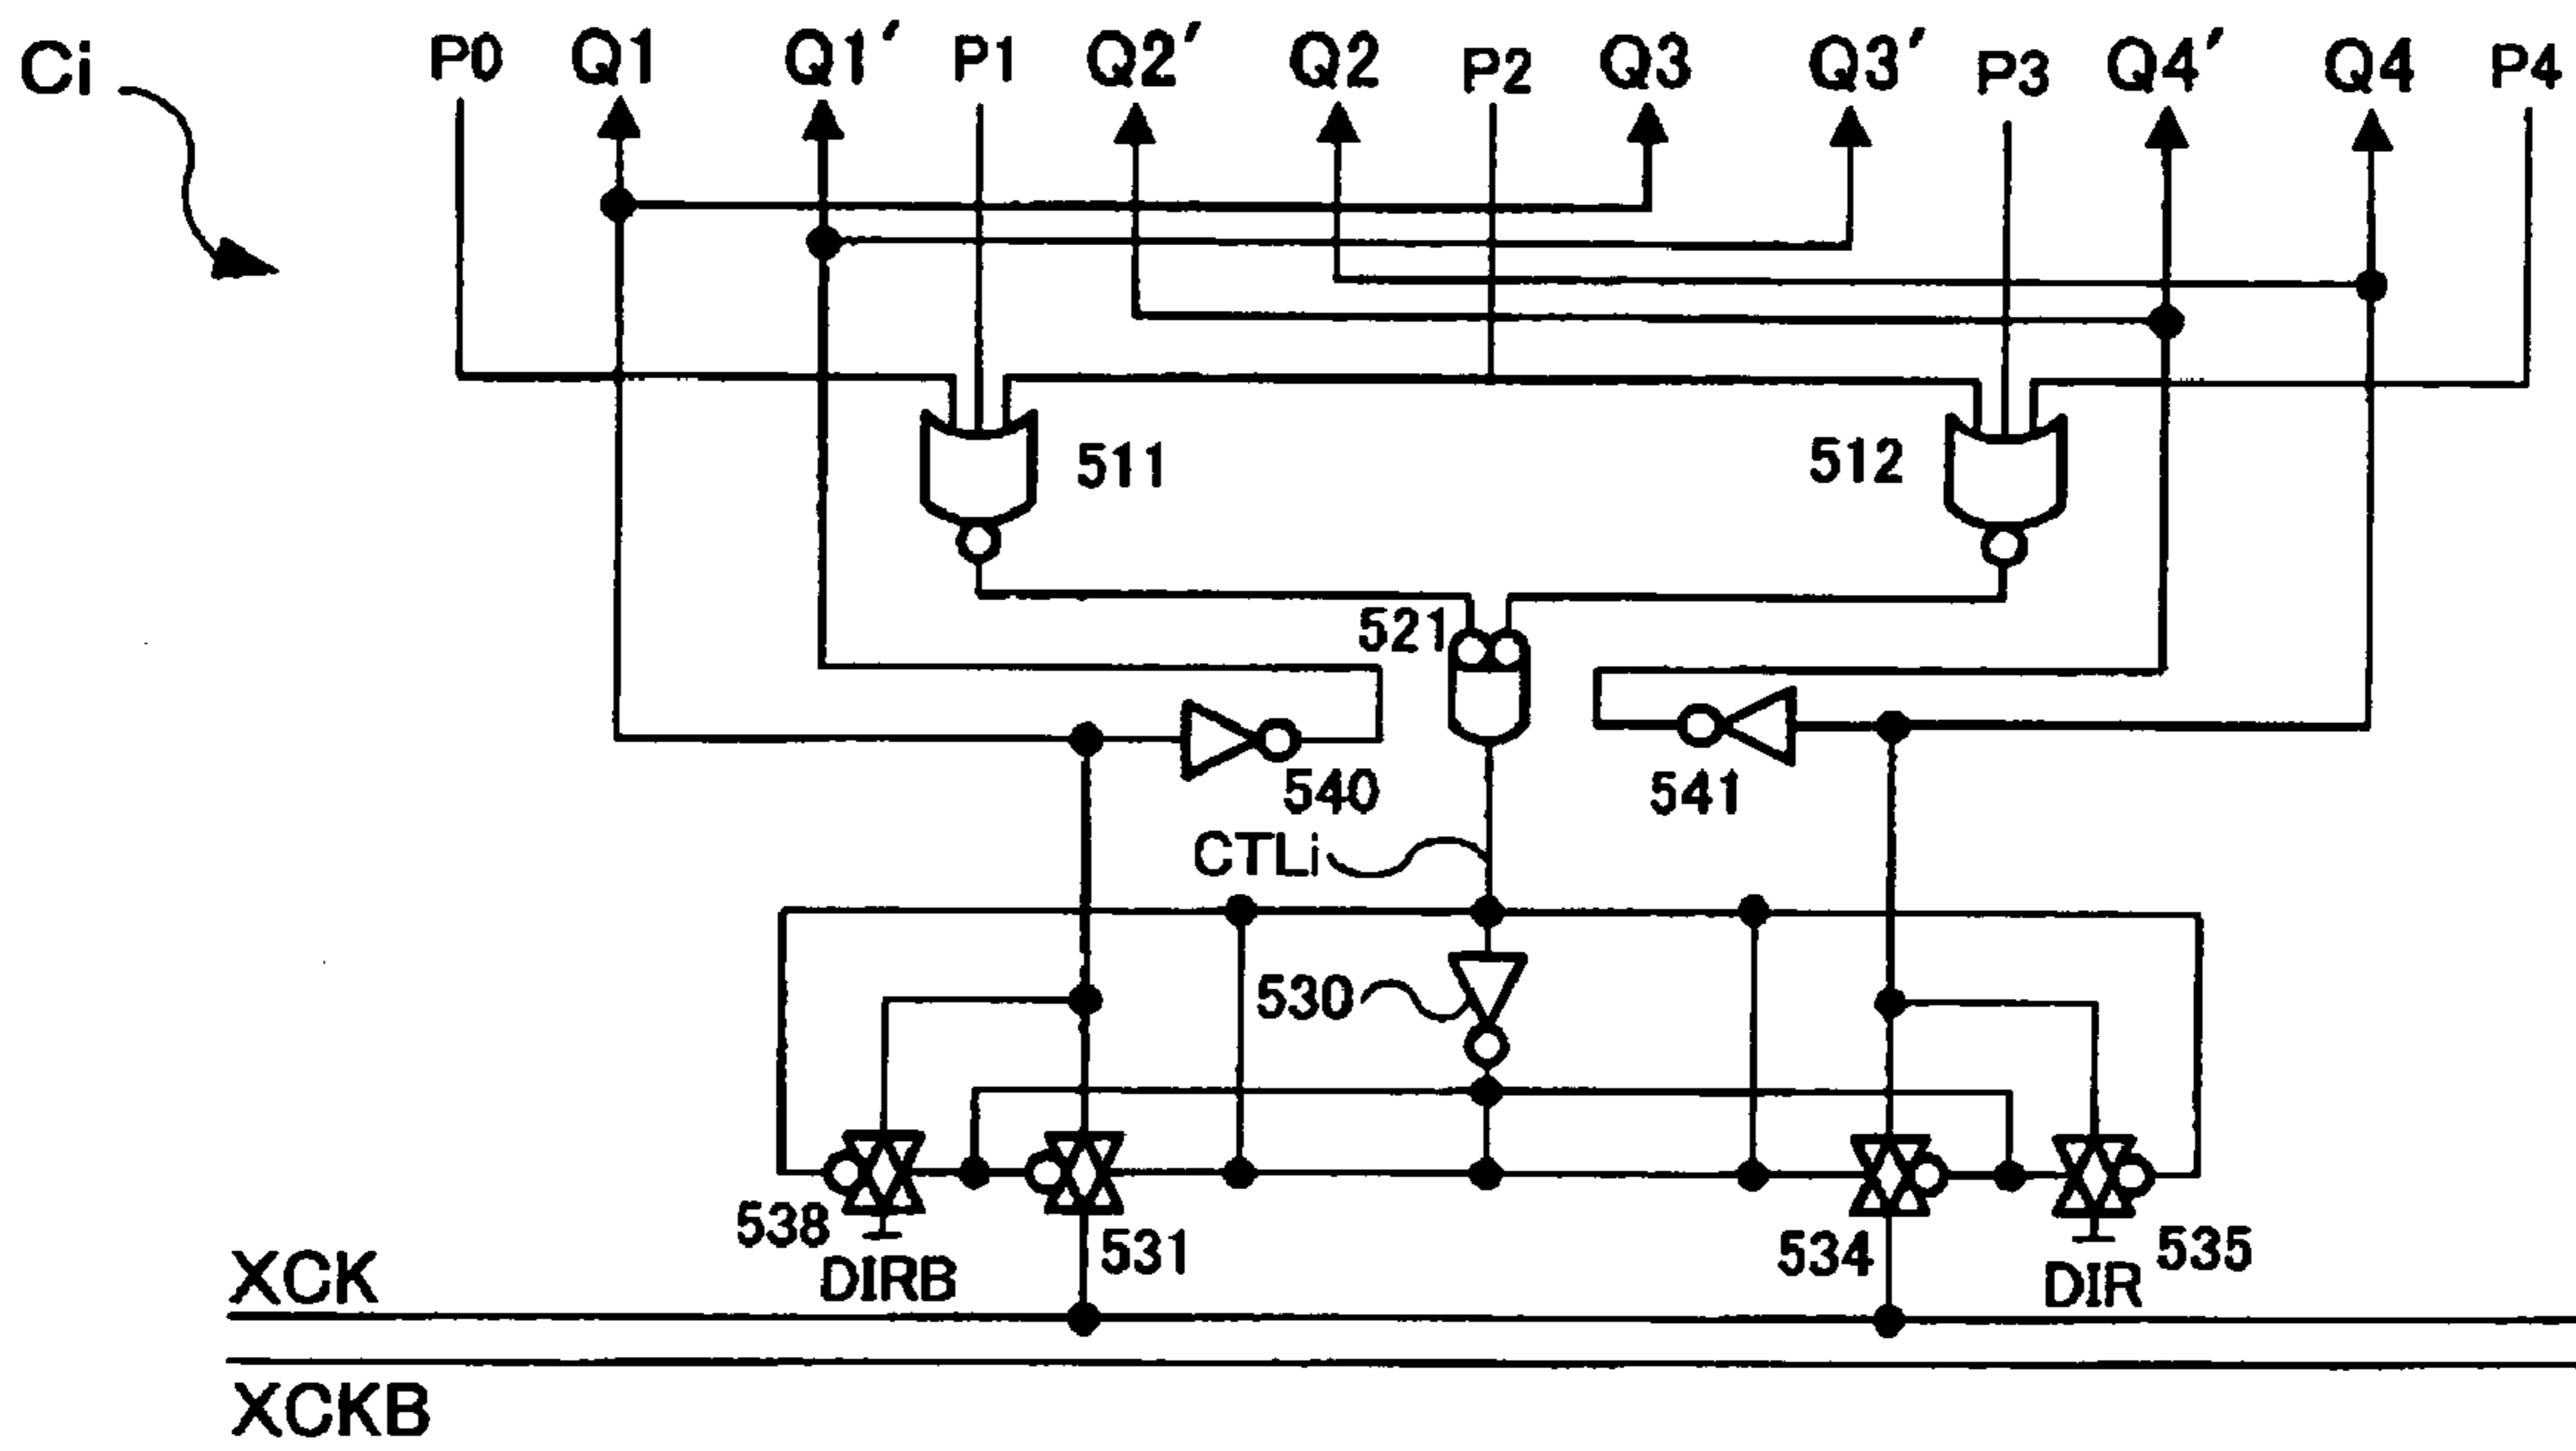 Ci
P0 Q1 Q1′ P1 Q2′ Q2 P2 Q3 Q3′ P3 Q4′ Q4 P4
511
512
521
540
541
CTLi
530
538
531
534
535
DIRB
DIR
XCK
XCKB